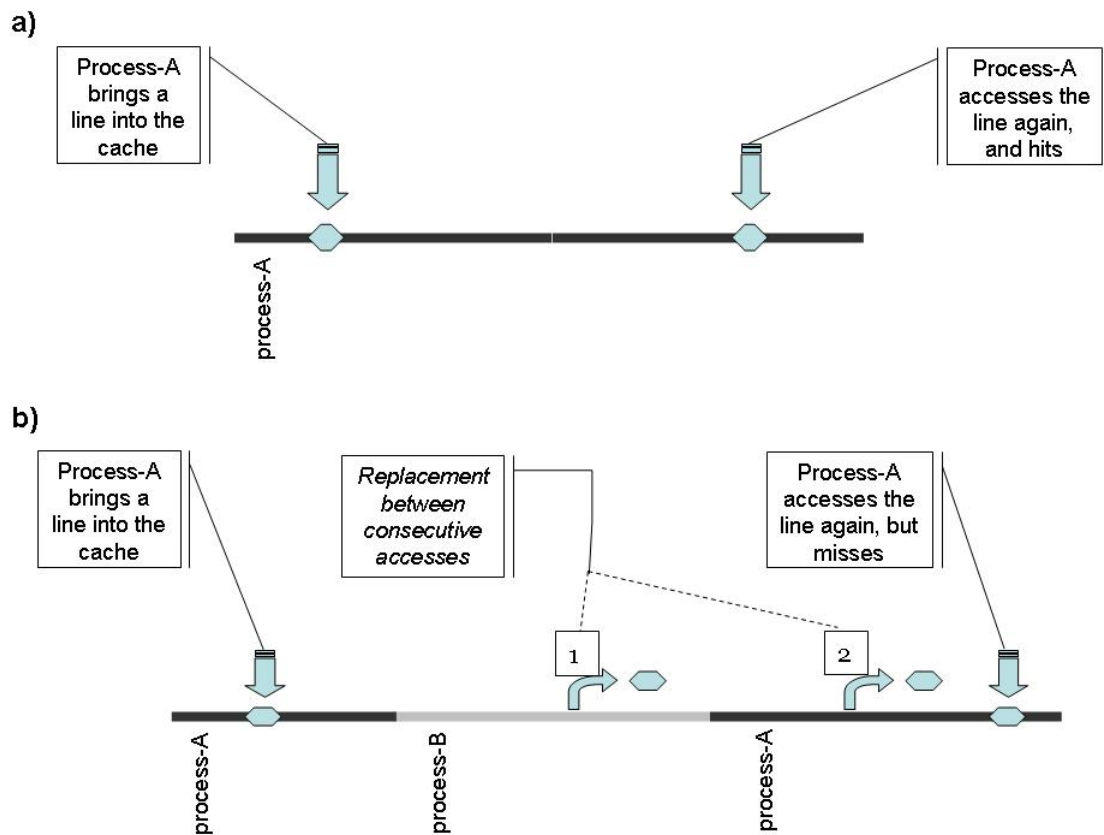 a)
Process-A
brings a
line into the
cache
Process-A
accesses the
line again,
and hits
process-A
b)
Process-A
brings a
line into the
cache
Replacement
between
consecutive
accesses
Process-A
accesses the
line again, but
misses
1
2
process-A
process-B
process-A